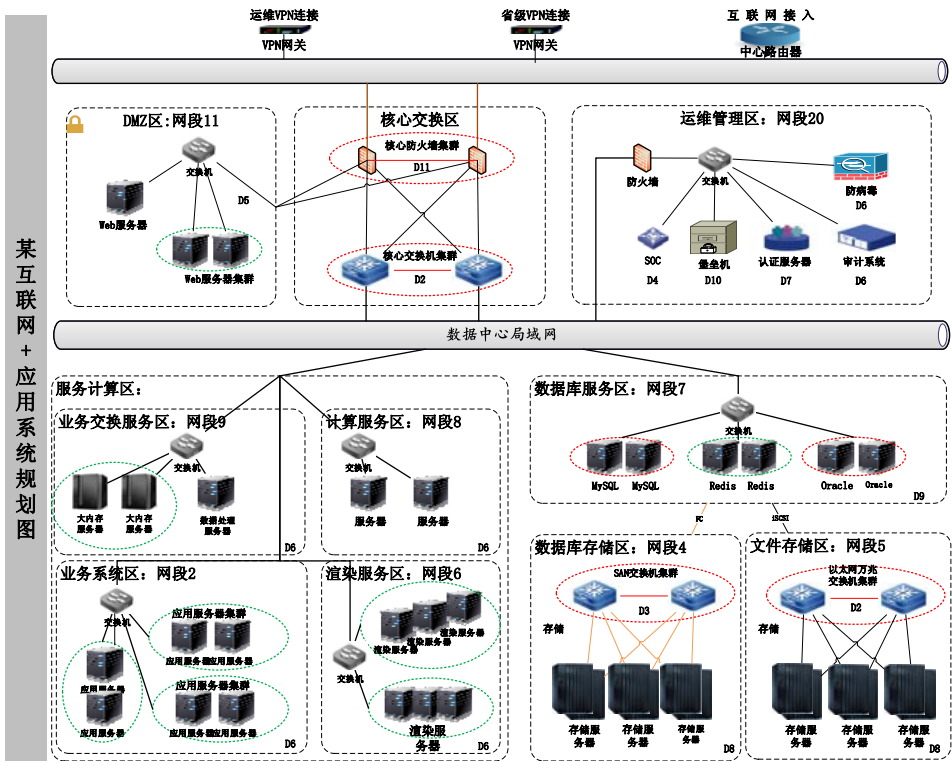 某互联网+应用系统规划图
运维VPN连接
VPN网关
省级VPN连接
VPN网关
互联网接入
中心路由器
DMZ区:网段11
交换机
D5
Web服务器
Web服务器集群
核心交换区
核心防火墙集群
D11
核心交换机集群
D2
运维管理区：网段20
防火墙
交换机
防病毒
D6
SOC
堡垒机
认证服务器
审计系统
D4
D10
D7
D6
数据中心局域网
服务计算区：
业务交换服务区：网段9
交换机
大内存
服务器
大内存
服务器
数据处理
服务器
D6
计算服务区：网段8
交换机
服务器
服务器
D6
业务系统区：网段2
交换机
应用服务器集群
应用服务器
应用服务器
应用服务器
应用服务器集群
应用服务器
应用服务器
应用服务器
D6
渲染服务区：网段6
渲染服务器
渲染服务器
渲染服务器
交换机
渲染服
务器
D6
数据库服务区：网段7
交换机
MySQL
MySQL
Redis
Redis
Oracle
Oracle
D9
FC
iSCSI
数据库存储区：网段4
SAN交换机集群
D3
存储
存储服
务器
存储服
务器
存储服
务器
D8
文件存储区：网段5
以太网万兆
交换机集群
D2
存储
存储服
务器
存储服
务器
存储服
务器
D8